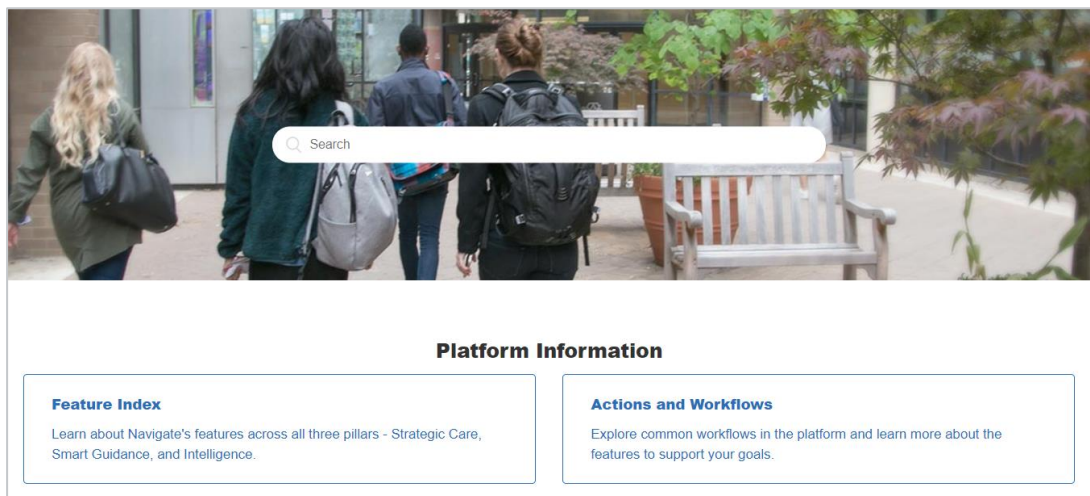 Search
Platform Information
Feature Index
Learn about Navigate's features across all three pillars - Strategic Care,
Smart Guidance, and Intelligence.
Actions and Workflows
Explore common workflows in the platform and learn more about the
features to support your goals.